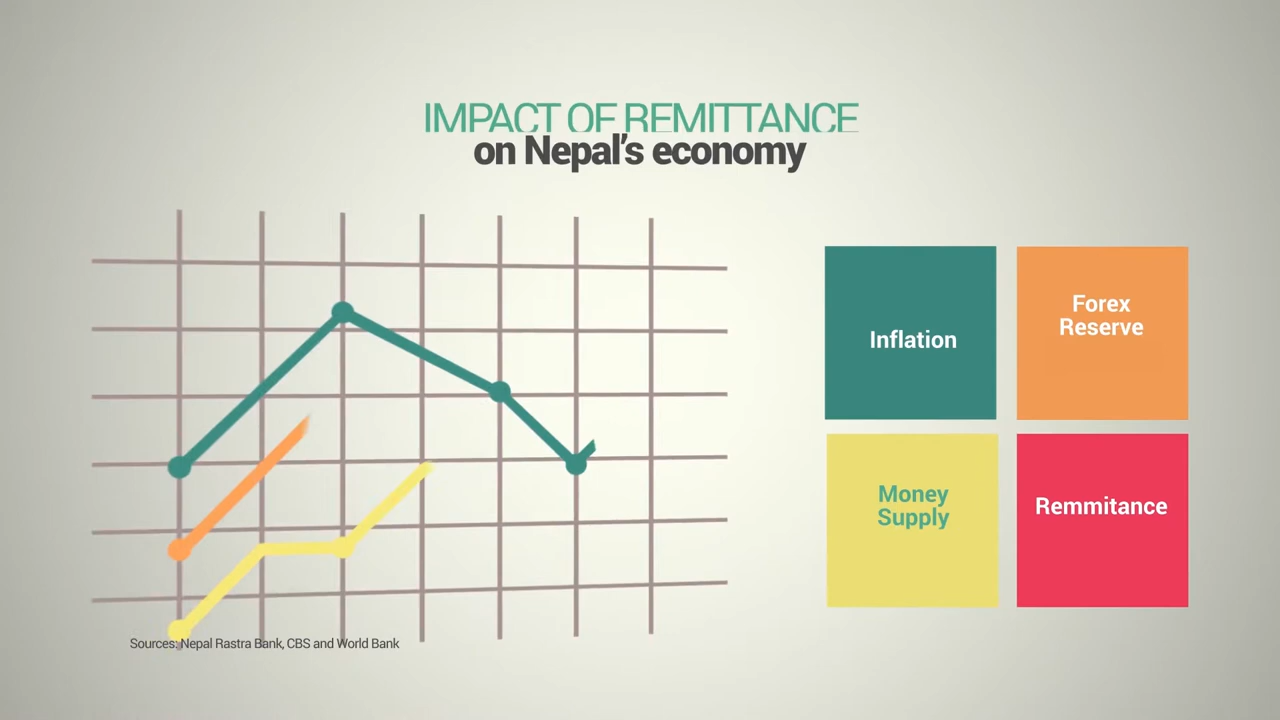 IMPACT OF REMITTANCE
on Nepal's economy
Inflation
Forex
Reserve
Money
Supply
Remmitance
Sources: Nepal Rastra Bank, CBS and World Bank